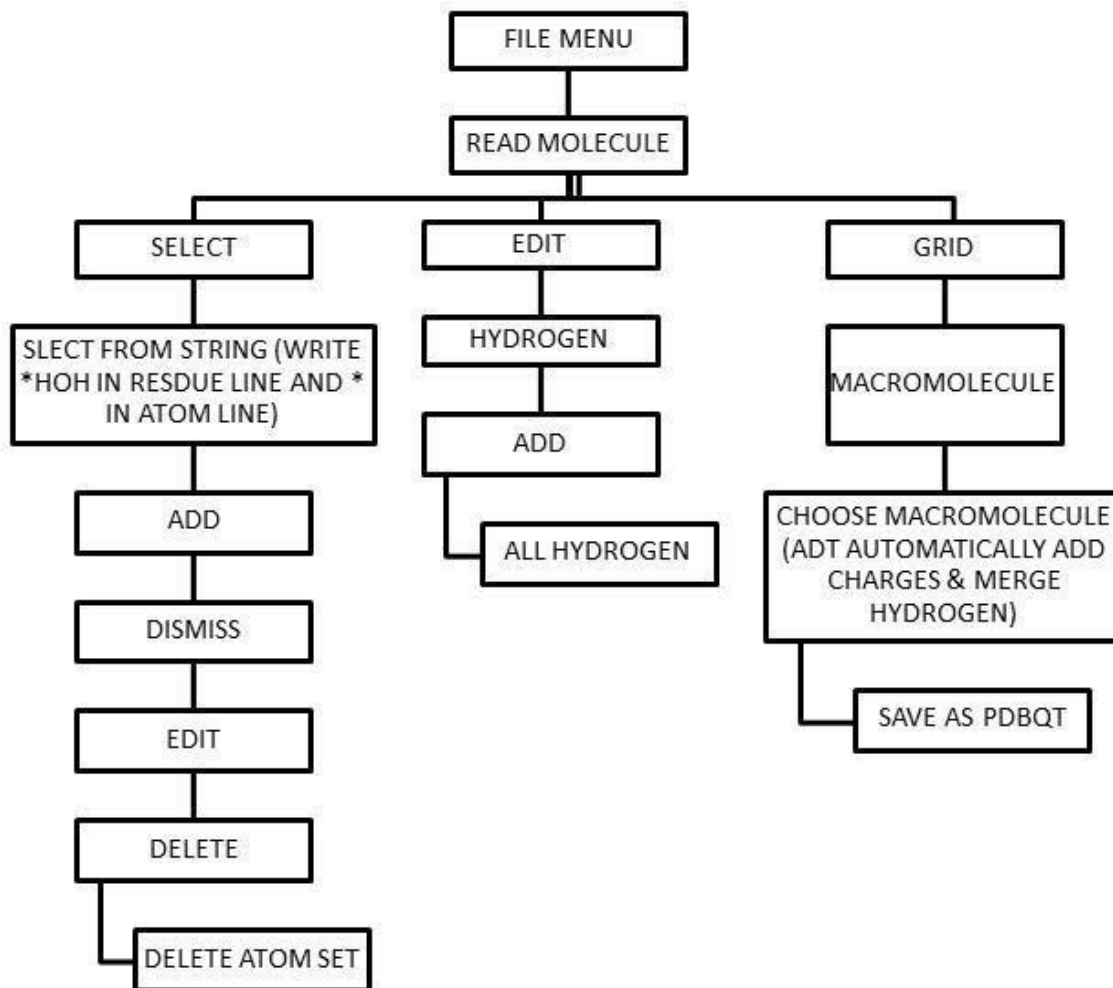 FILE MENU
READ MOLECULE
SELECT
SLECT FROM STRING (WRITE
*HOH IN RESDUE LINE AND *
IN ATOM LINE)
ADD
DISMISS
EDIT
DELETE
DELETE ATOM SET
EDIT
HYDROGEN
ADD
ALL HYDROGEN
GRID
MACROMOLECULE
CHOOSE MACROMOLECULE
(ADT AUTOMATICALLY ADD
CHARGES & MERGE
HYDROGEN)
SAVE AS PDBQT